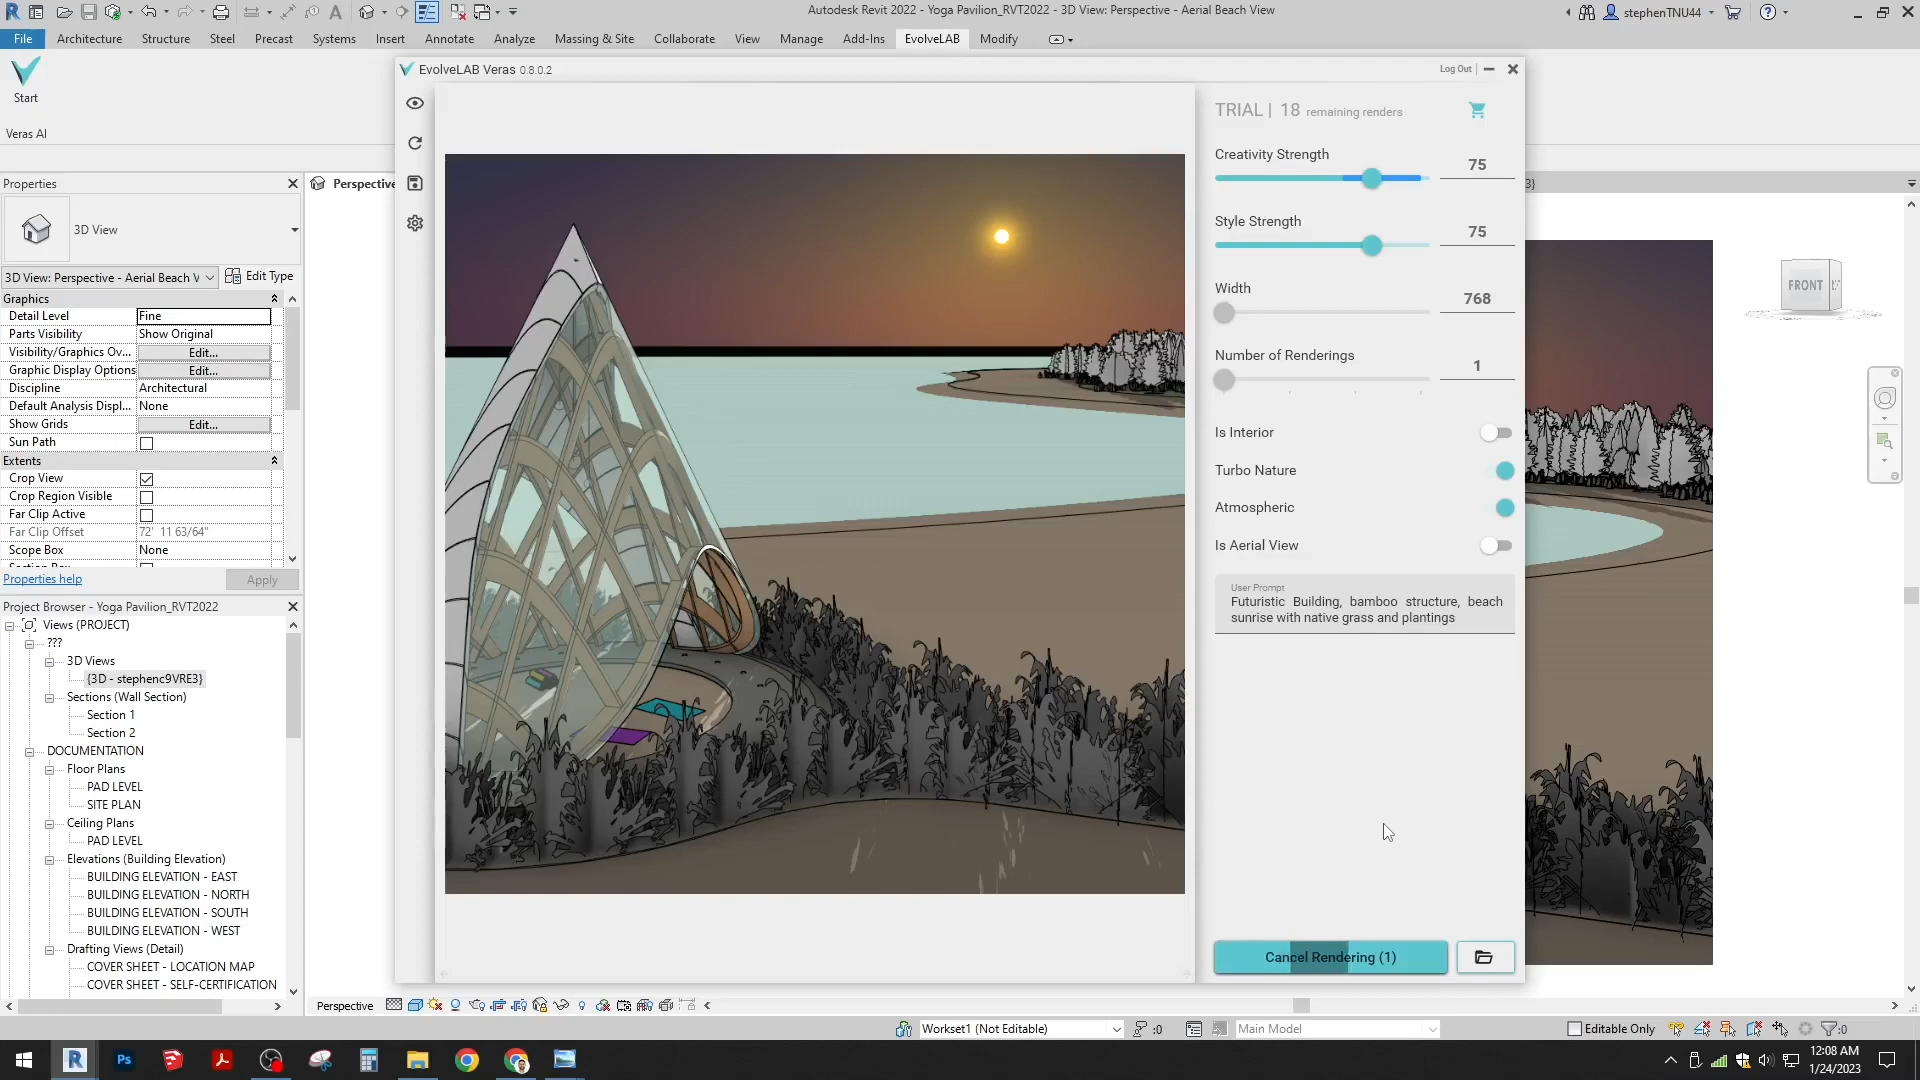 Autodesk Revit 2022 - Yoga Pavilion_RVT2022 - 3D View: Perspective - Aerial Beach View
stephenTNU44
File Architecture Structure Steel Precast Systems Insert Annotate Analyze Massing & Site Collaborate View Manage Add-Ins EvolveLAB Modify
Start
Veras AI
EvolveLAB Veras 0.8.0.2
Log Out
TRIAL | 18 remaining renders
Creativity Strength
75
Style Strength
75
Width
768
Number of Renderings
1
Is Interior
Turbo Nature
Atmospheric
Is Aerial View
User Prompt
Futuristic Building, bamboo structure, beach
sunrise with native grass and plantings
Cancel Rendering (1)
Properties
3D View
3D View: Perspective - Aerial Beach V
Edit Type
Graphics
Detail Level Fine
Parts Visibility Show Original
Visibility/Graphics Ov... Edit...
Graphic Display Options Edit...
Discipline Architectural
Default Analysis Displ... None
Show Grids Edit...
Sun Path
Extents
Crop View
Crop Region Visible
Far Clip Active
Far Clip Offset 72' 11 63/64"
Scope Box None
Properties help
Apply
Project Browser - Yoga Pavilion_RVT2022
Views (PROJECT)
???
3D Views
{3D - stephenc9VRE3}
Sections (Wall Section)
Section 1
Section 2
DOCUMENTATION
Floor Plans
PAD LEVEL
SITE PLAN
Ceiling Plans
PAD LEVEL
Elevations (Building Elevation)
BUILDING ELEVATION - EAST
BUILDING ELEVATION - NORTH
BUILDING ELEVATION - SOUTH
BUILDING ELEVATION - WEST
Drafting Views (Detail)
COVER SHEET - LOCATION MAP
COVER SHEET - SELF-CERTIFICATION
Perspective
3}
FRONT
Perspective
Workset1 (Not Editable)
:0
Main Model
Editable Only
:0
12:08 AM
1/24/2023